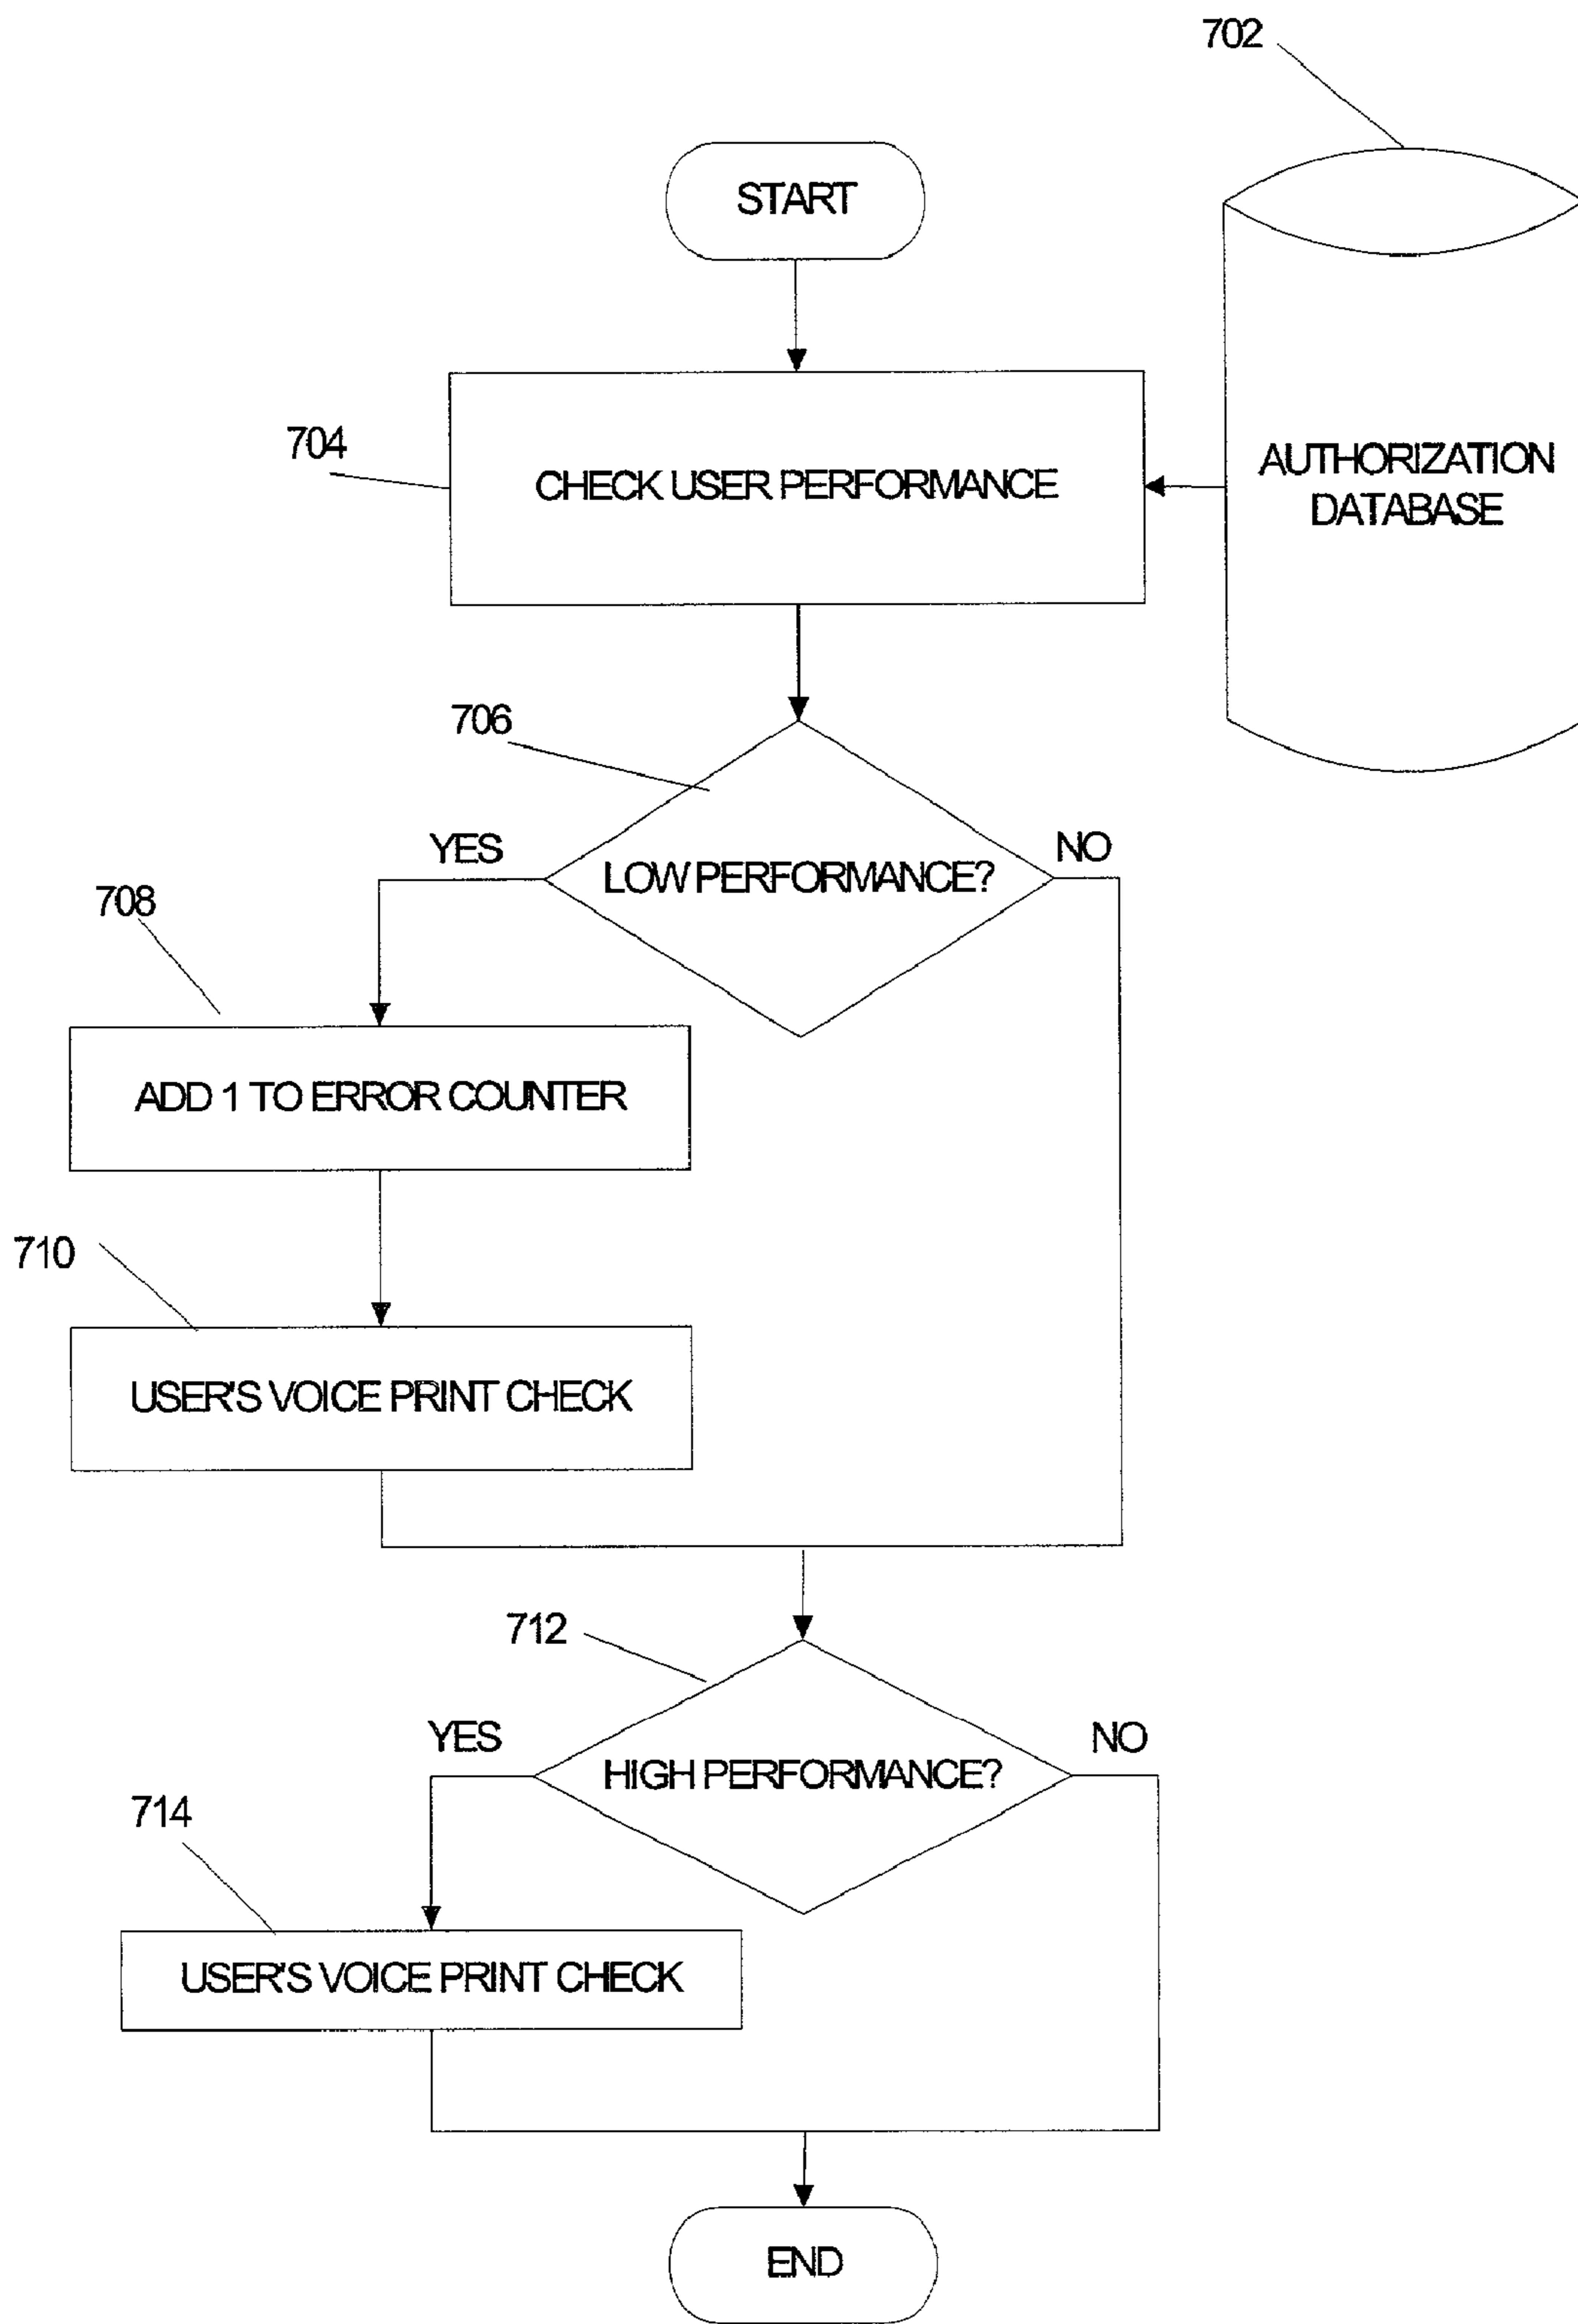 702
START
704
CHECK USER PERFORMANCE
AUTHORIZATION
DATABASE
706
YES
LOW PERFORMANCE?
NO
708
ADD 1 TO ERROR COUNTER
710
USER'S VOICE PRINT CHECK
712
YES
HIGH PERFORMANCE?
NO
714
USER'S VOICE PRINT CHECK
END